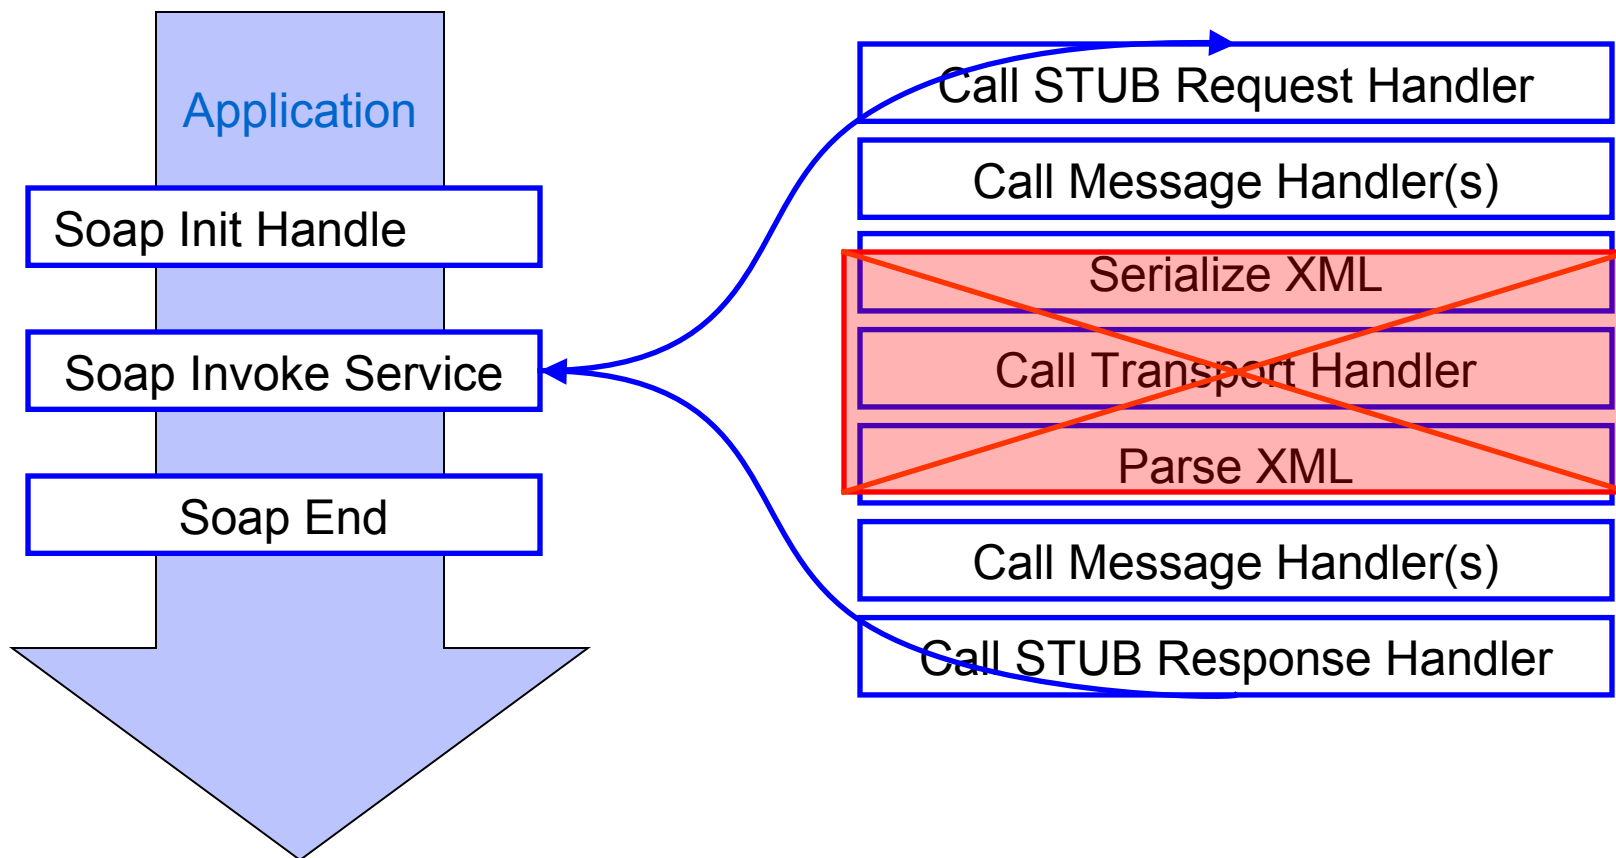 Application
Soap Init Handle
Soap Invoke Service
Soap End
Call STUB Request Handler
Call Message Handler(s)
Serialize XML
Call Transport Handler
Parse XML
Call Message Handler(s)
Call STUB Response Handler